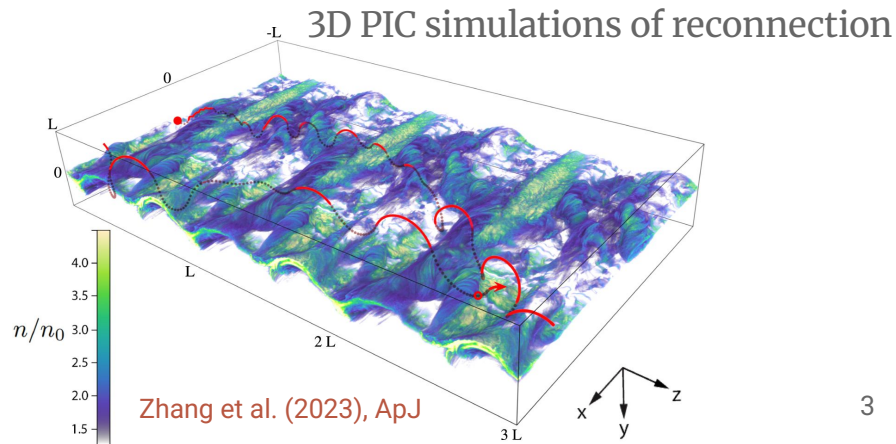 3D PIC simulations of reconnection
-L
0
L
0
L
2 L
3 L
n/n₀
4.0
3.5
3.0
2.5
2.0
1.5
x
y
z
Zhang et al. (2023), ApJ
3